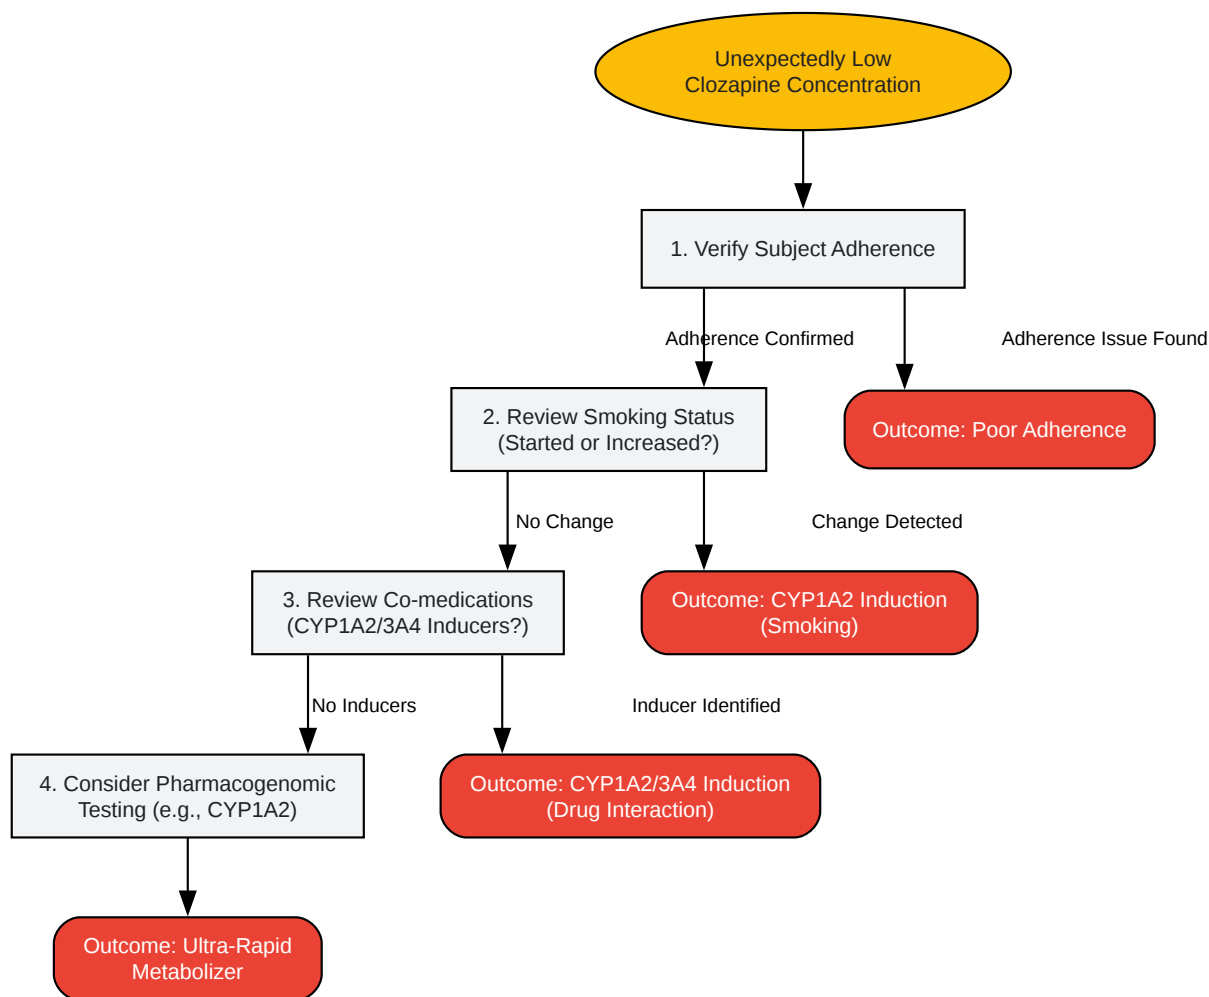 Unexpectedly Low
Clozapine Concentration
1. Verify Subject Adherence
Adherence Confirmed
Adherence Issue Found
2. Review Smoking Status
(Started or Increased?)
Outcome: Poor Adherence
No Change
Change Detected
3. Review Co-medications
(CYP1A2/3A4 Inducers?)
Outcome: CYP1A2 Induction
(Smoking)
No Inducers
Inducer Identified
4. Consider Pharmacogenomic
Testing (e.g., CYP1A2)
Outcome: CYP1A2/3A4 Induction
(Drug Interaction)
Outcome: Ultra-Rapid
Metabolizer